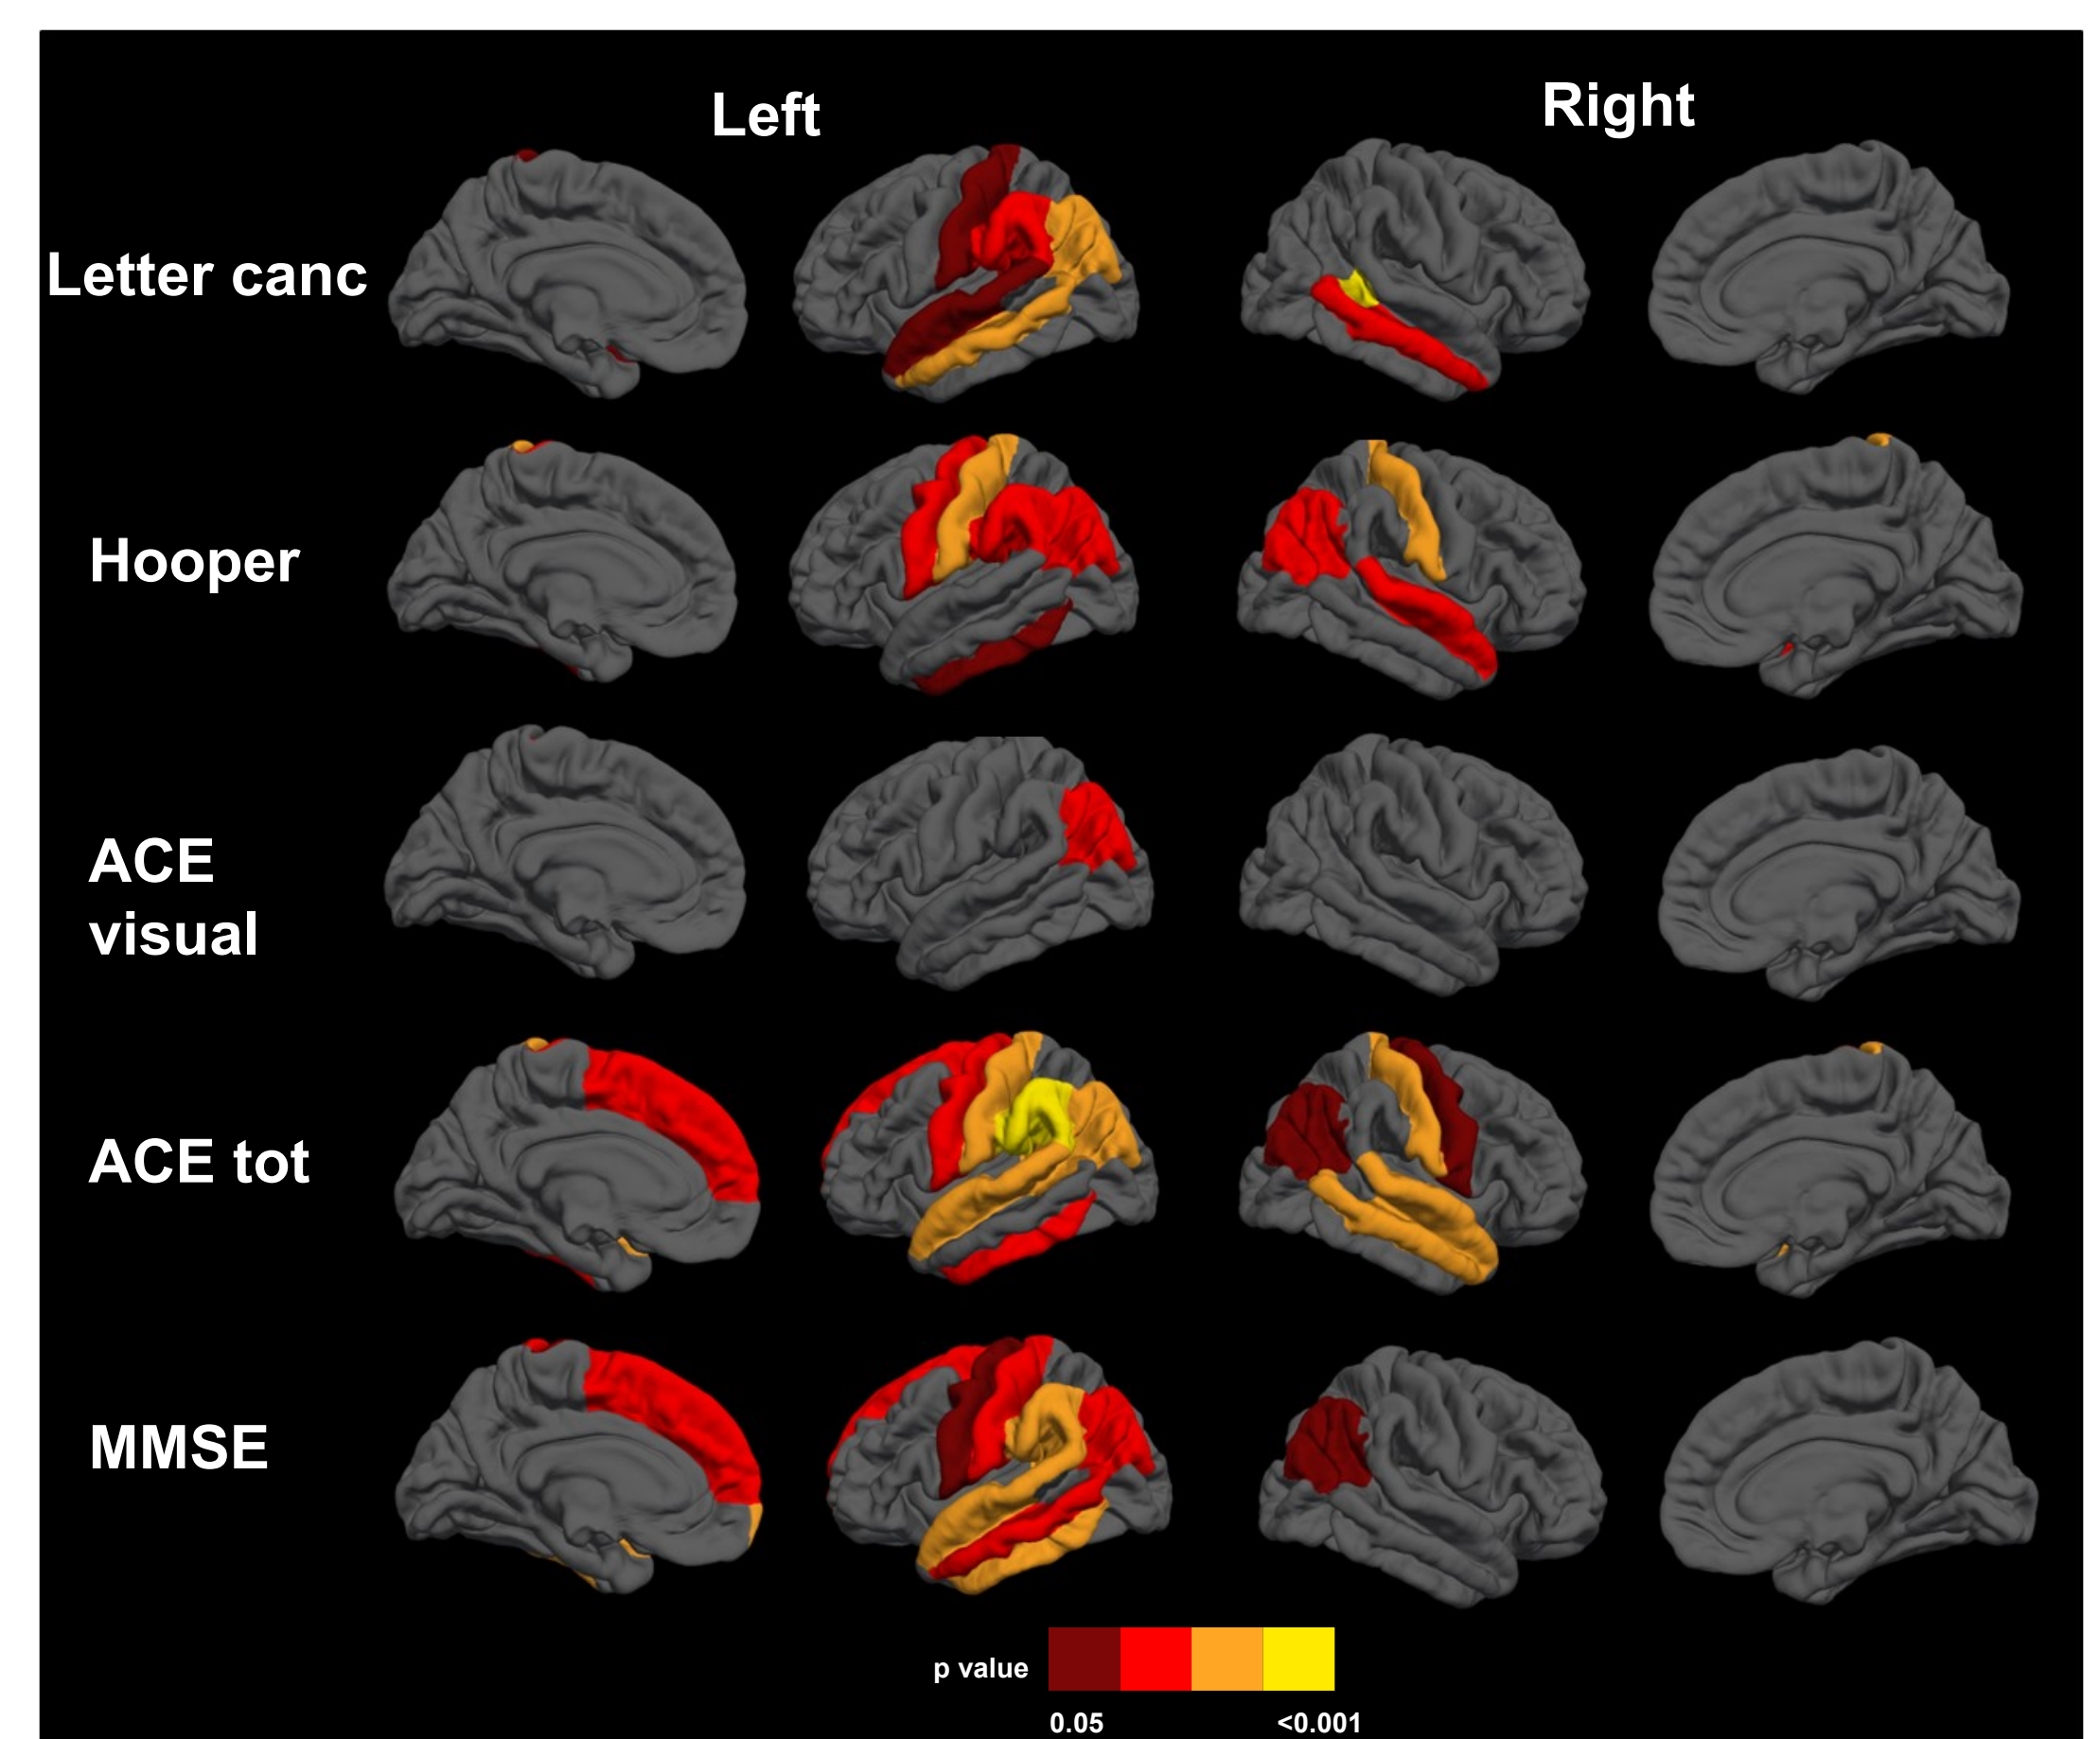 Left
Right
Letter canc
Hooper
ACE
visual
ACE tot
MMSE
p value
0.05
<0.001